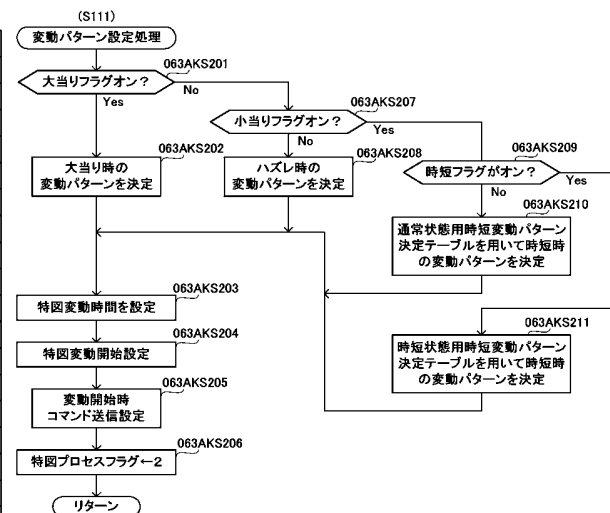 (S111)
変動パターン設定処理
063AKS201
大当りフラグオン?
Yes
No
063AKS207
小当りフラグオン?
No
Yes
063AKS202
大当り時の
変動パターンを決定
063AKS208
ハズレ時の
変動パターンを決定
063AKS209
時短フラグがオン?
No
Yes
063AKS210
通常状態用時短変動パターン
決定テーブルを用いて時短時
の変動パターンを決定
063AKS203
特図変動時間を設定
063AKS204
特図変動開始設定
063AKS211
時短状態用時短変動パターン
決定テーブルを用いて時短時
の変動パターンを決定
063AKS205
変動開始時
コマンド送信設定
063AKS206
特図プロセスフラグ←2
リターン